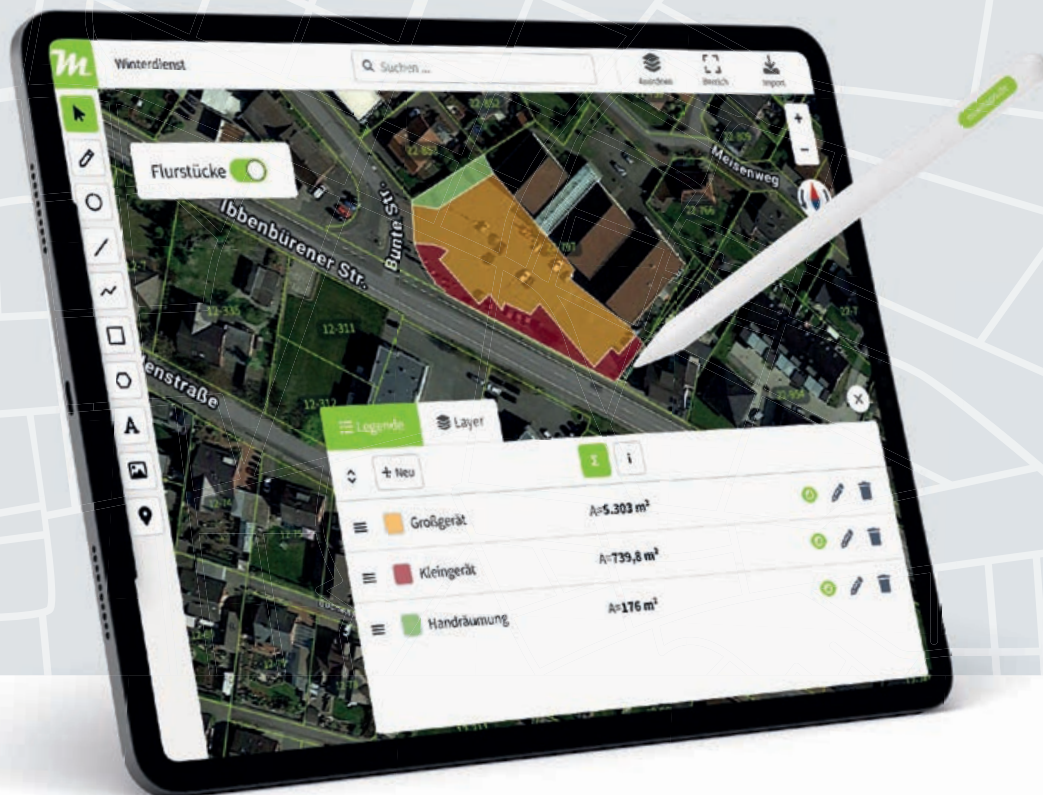 m
Winterdienst
Suchen ...
Bereich
Import
Flurstücke
Meisenweg
Bunte Str.
Ibbenbürener Str.
12-311
12-312
enstraße
A
Legende
Layer
+ Neu
Σ
i
Großgerät
A=5.303 m²
Kleingerät
A=739,8 m²
Handräumung
A=176 m²